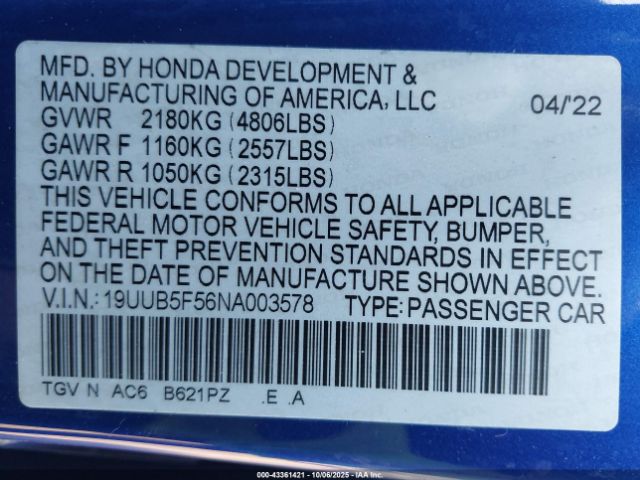 MFD. BY HONDA DEVELOPMENT &
MANUFACTURING OF AMERICA, LLC 04/'22
GVWR 2180KG (4806LBS)
GAWR F 1160KG (2557LBS)
GAWR R 1050KG (2315LBS)
THIS VEHICLE CONFORMS TO ALL APPLICABLE
FEDERAL MOTOR VEHICLE SAFETY, BUMPER,
AND THEFT PREVENTION STANDARDS IN EFFECT
ON THE DATE OF MANUFACTURE SHOWN ABOVE.
V.I.N.: 19UUB5F56NA003578 TYPE: PASSENGER CAR
TGV N AC6 B621PZ .E .A
000-43361421 - 10/06/2025 - IAAI.COM